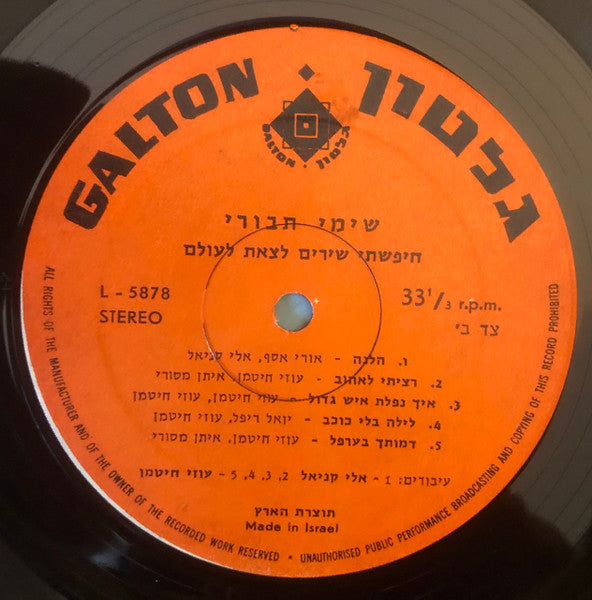 GALTON · גלטון
GALTON · גלטון
שימי תבורי
חיפשתי שירים לצאת לעולם
L - 5878
STEREO
33 1/3 r.p.m.
צד ב'
1. הלנה - אורי אסף, אלי קניאל
2. רציתי לאהוב - עוזי חיטמן, איתן מסורי
3. איך נפלת איש גדול - עוזי חיטמן, עוזי חיטמן
4. לילה בלי כוכב - יואל ריפל, עוזי חיטמן
5. דמותך בערפל - עוזי חיטמן, איתן מסורי
עיבודים: 1 - אלי קניאל 2, 3, 4, 5 - עוזי חיטמן
תוצרת הארץ
Made in Israel
ALL RIGHTS OF THE MANUFACTURER AND OF THE OWNER OF THE RECORDED WORK RESERVED • UNAUTHORISED PUBLIC PERFORMANCE BROADCASTING AND COPYING OF THIS RECORD PROHIBITED